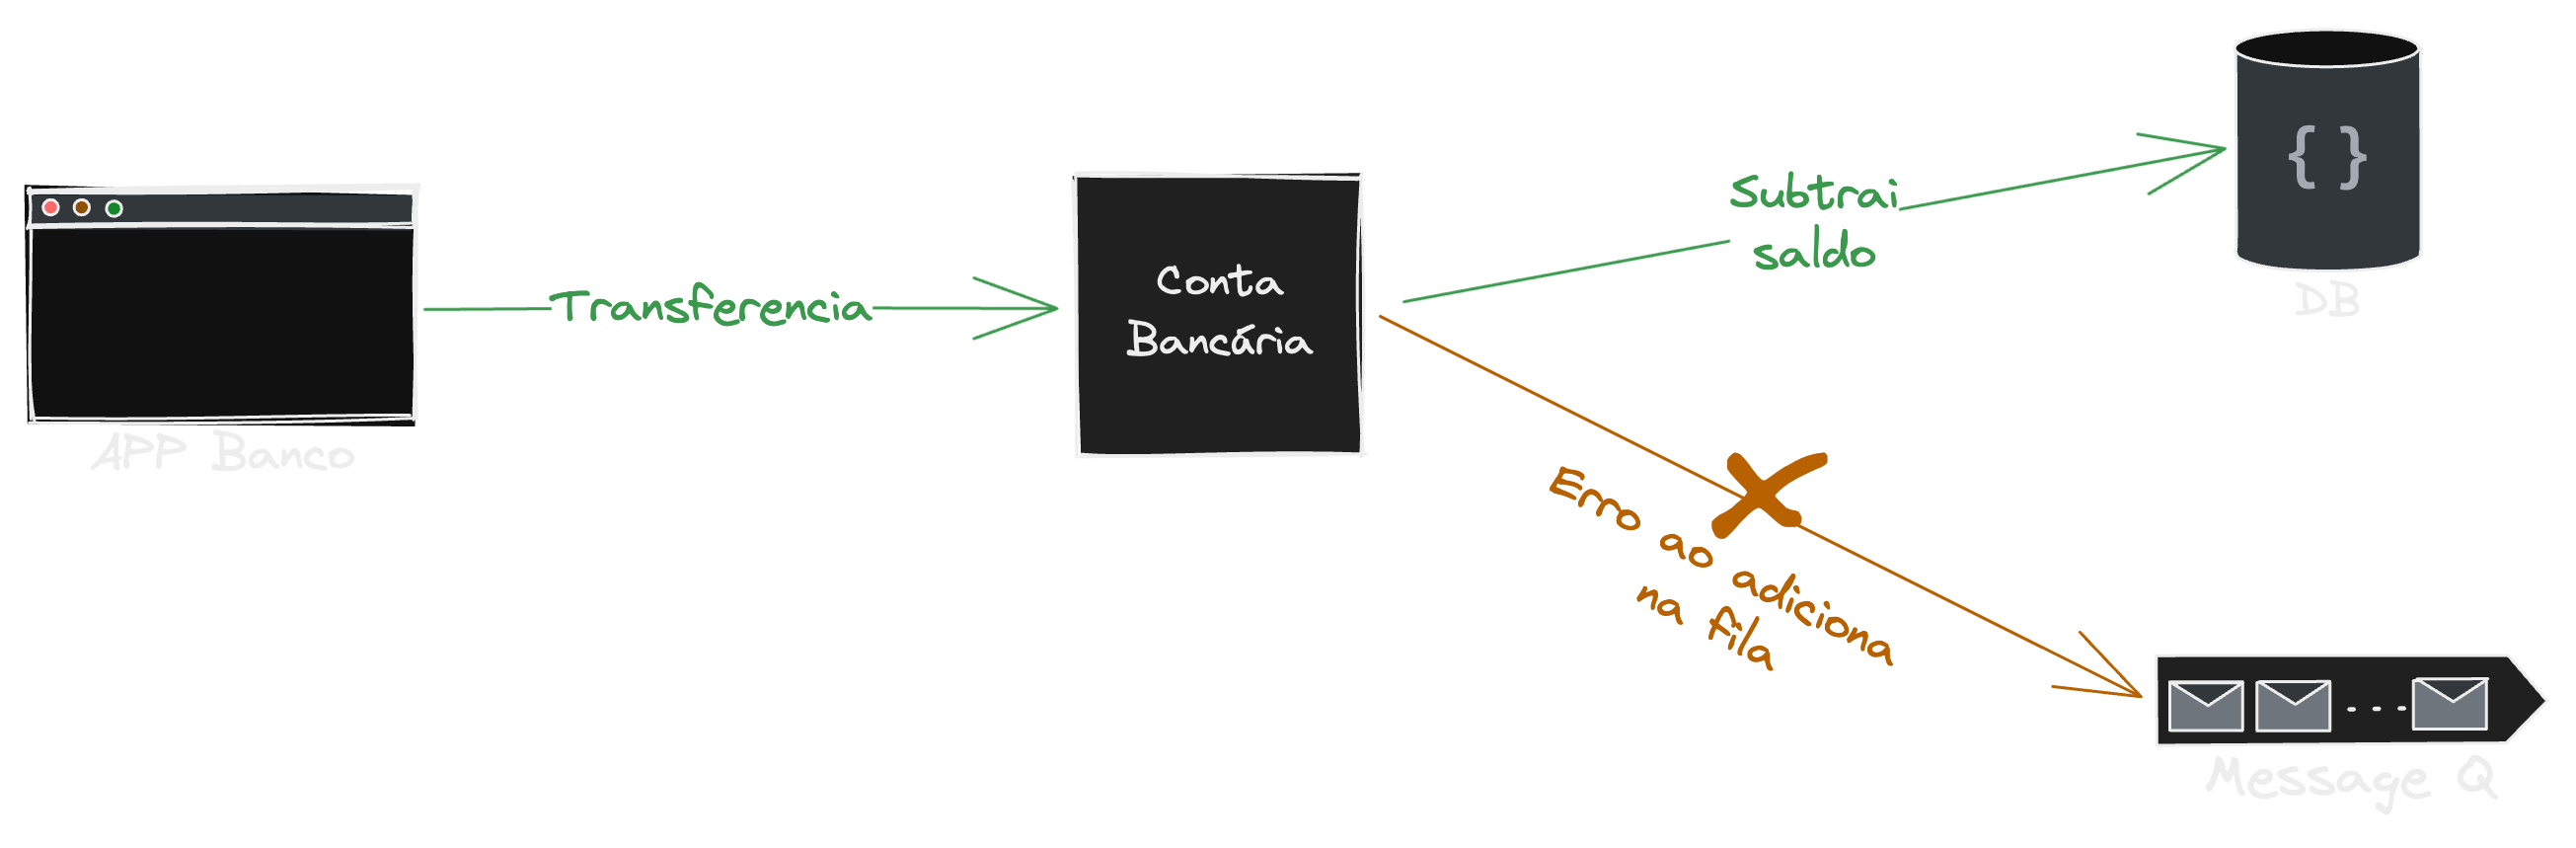 APP Banco
Transferencia
Conta
Bancária
Subtrai
saldo
{ }
DB
Erro ao adiciona
na fila
Message Q